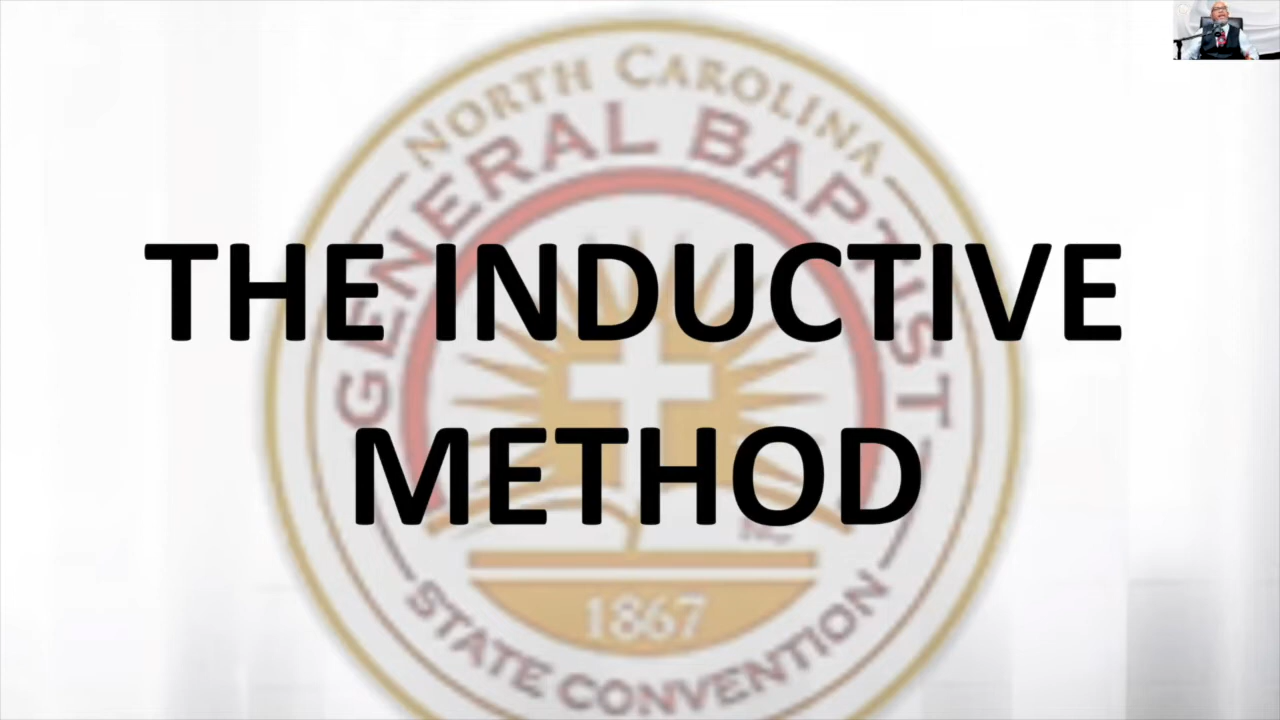 NORTH CAROLINA
GENERAL BAPTIST
THE INDUCTIVE
METHOD
1867
STATE CONVENTION